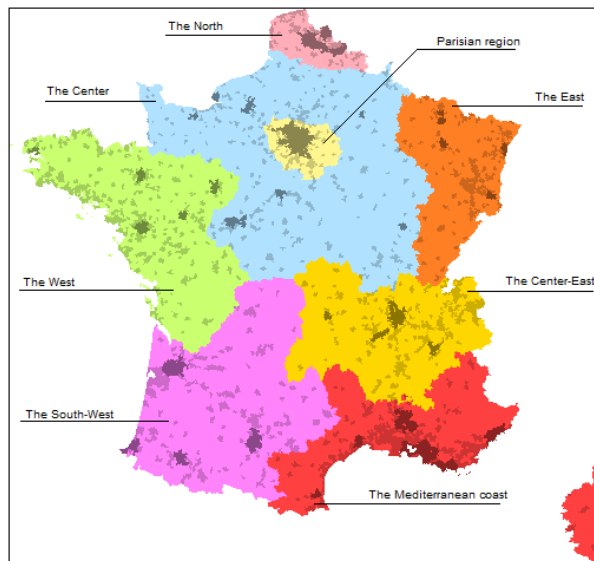 The North
Parisian region
The Center
The East
The West
The Center-East
The South-West
The Mediterranean coast